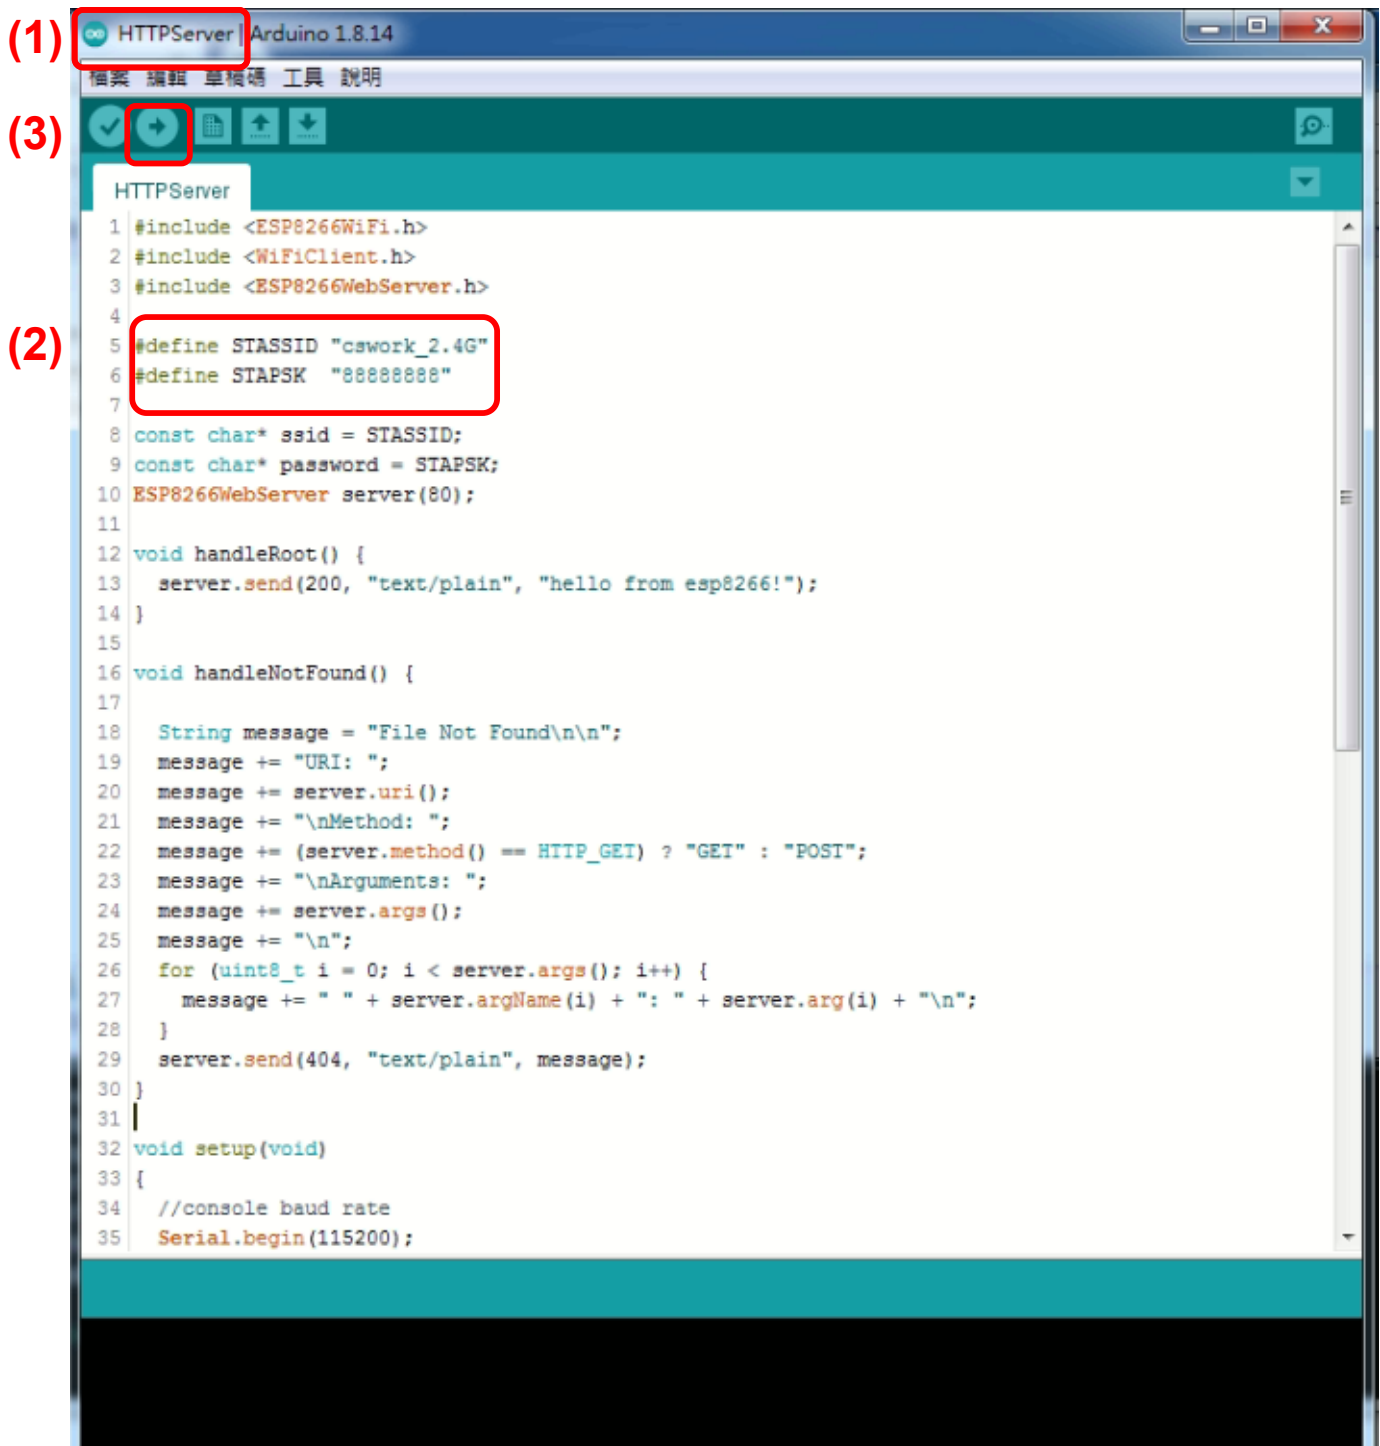 (1)
HTTPServer | Arduino 1.8.14
檔案 編輯 草稿碼 工具 說明
(3)
HTTPServer
1 #include <ESP8266WiFi.h>
2 #include <WiFiClient.h>
3 #include <ESP8266WebServer.h>
4
(2)
5 #define STASSID "cswork_2.4G"
6 #define STAPSK  "88888888"
7
8 const char* ssid = STASSID;
9 const char* password = STAPSK;
10 ESP8266WebServer server(80);
11
12 void handleRoot() {
13   server.send(200, "text/plain", "hello from esp8266!");
14 }
15
16 void handleNotFound() {
17
18   String message = "File Not Found\n\n";
19   message += "URI: ";
20   message += server.uri();
21   message += "\nMethod: ";
22   message += (server.method() == HTTP_GET) ? "GET" : "POST";
23   message += "\nArguments: ";
24   message += server.args();
25   message += "\n";
26   for (uint8_t i = 0; i < server.args(); i++) {
27     message += " " + server.argName(i) + ": " + server.arg(i) + "\n";
28   }
29   server.send(404, "text/plain", message);
30 }
31
32 void setup(void)
33 {
34   //console baud rate
35   Serial.begin(115200);